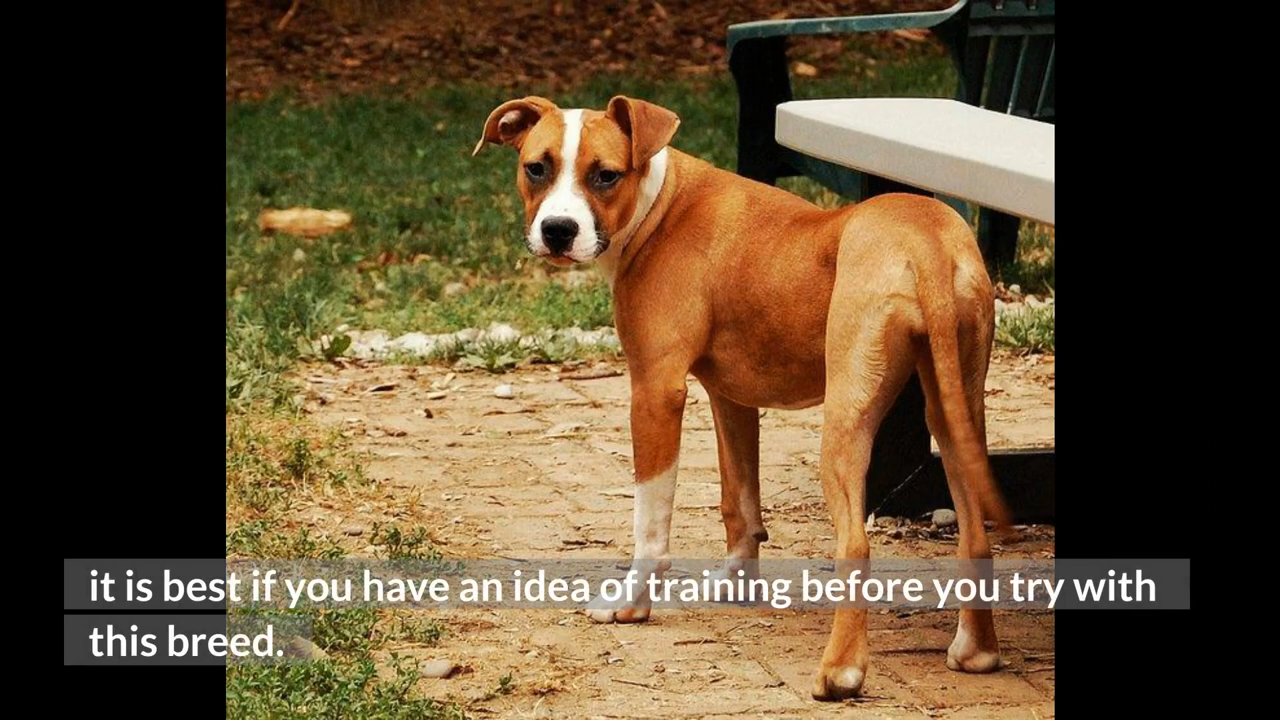 it is best if you have an idea of training before you try with
this breed.